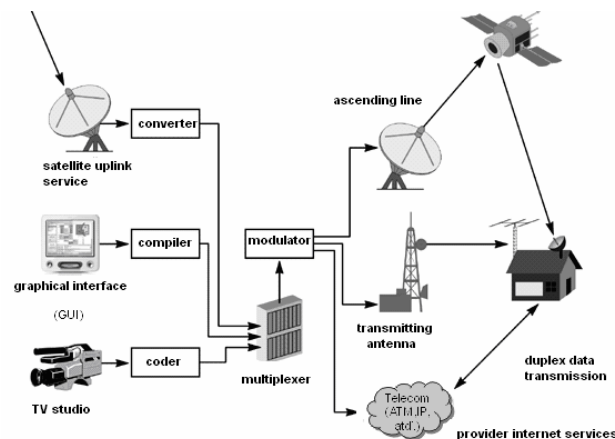 ascending line
converter
satellite uplink
service
compiler
modulator
graphical interface
(GUI)
transmitting
antenna
coder
multiplexer
duplex data
transmission
TV studio
Telecom
(ATM,IP,
atď.)
provider internet services